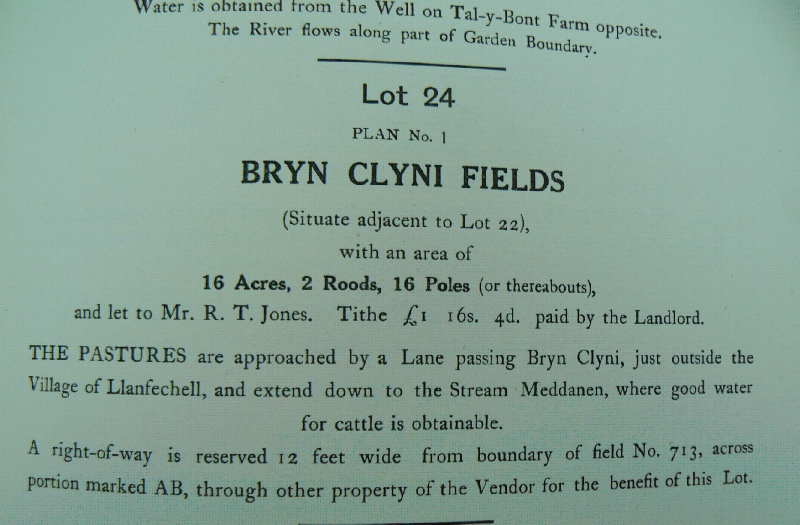 Water is obtained from the Well on Tal-y-Bont Farm opposite.
The River flows along part of Garden Boundary.
Lot 24
PLAN No. 1
BRYN CLYNI FIELDS
(Situate adjacent to Lot 22),
with an area of
16 Acres, 2 Roods, 16 Poles (or thereabouts),
and let to Mr. R. T. Jones. Tithe £1 16s. 4d. paid by the Landlord.
THE PASTURES are approached by a Lane passing Bryn Clyni, just outside the
Village of Llanfechell, and extend down to the Stream Meddanen, where good water
for cattle is obtainable.
A right-of-way is reserved 12 feet wide from boundary of field No. 713, across
portion marked AB, through other property of the Vendor for the benefit of this Lot.